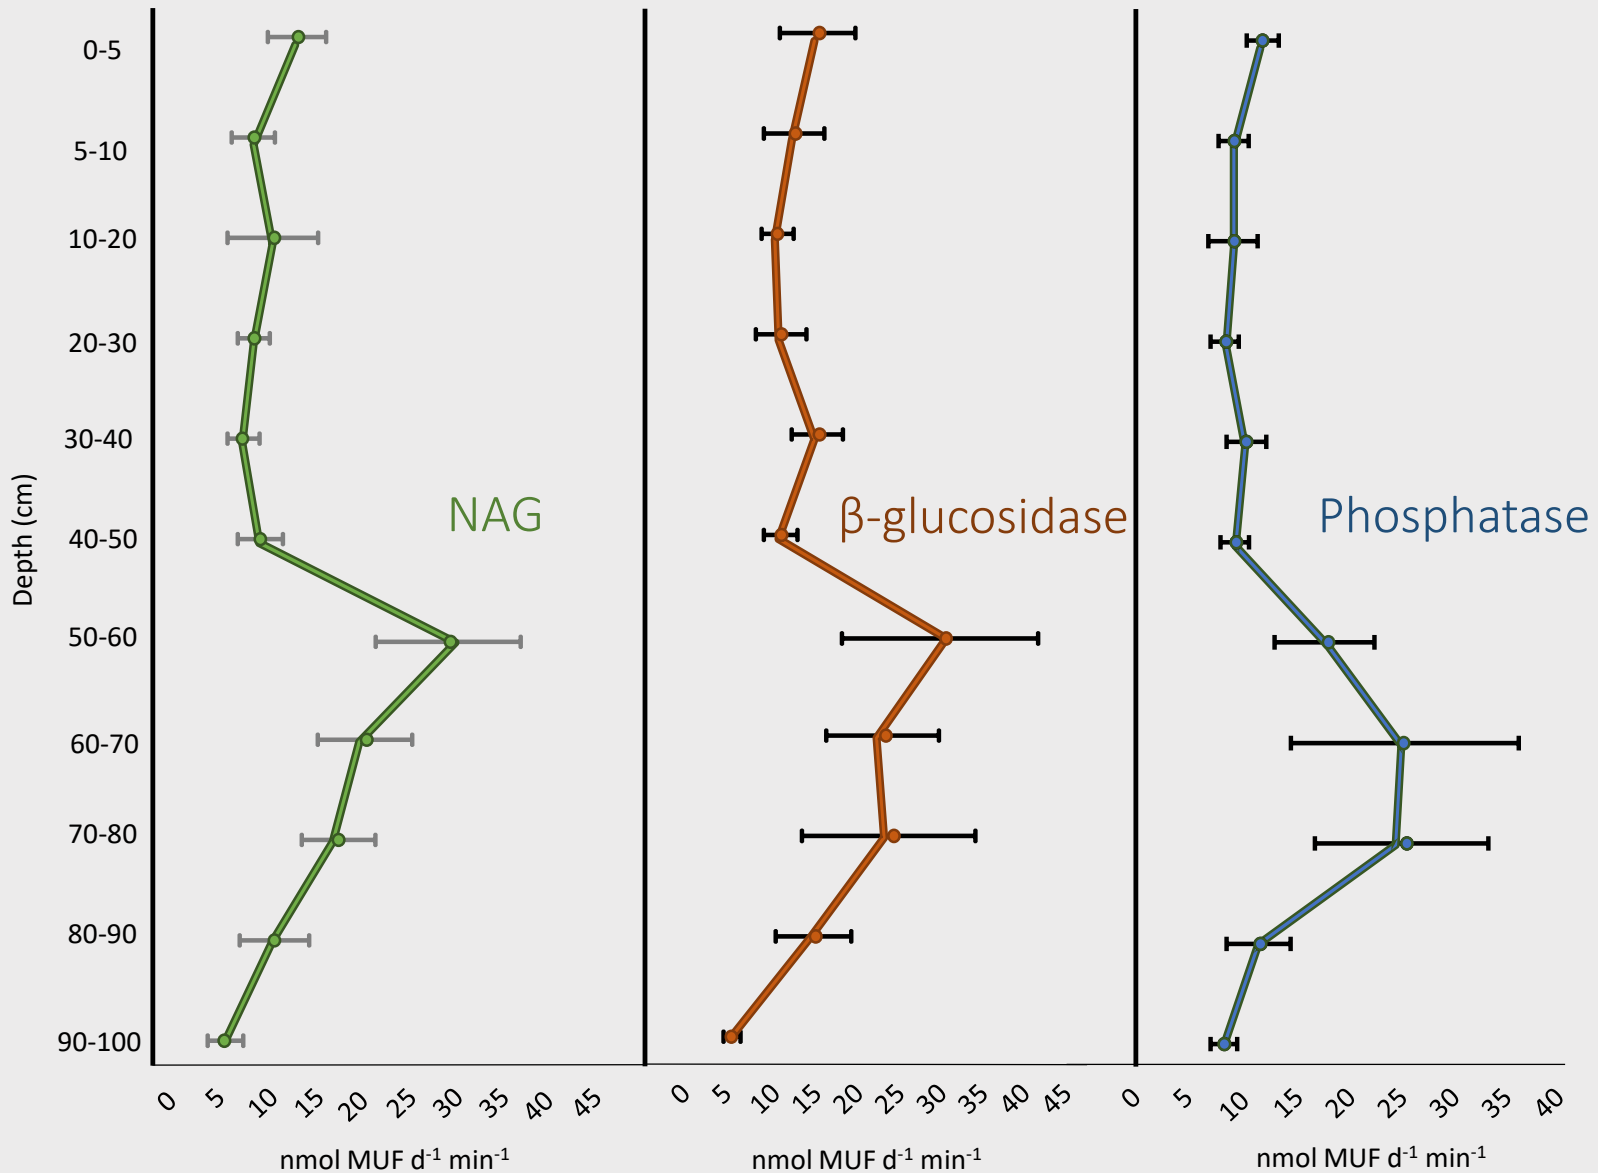 0-5
5-10
10-20
20-30
30-40
40-50
50-60
60-70
70-80
80-90
90-100
Depth (cm)
NAG
β-glucosidase
Phosphatase
0 5 10 15 20 25 30 35 40 45
0 5 10 15 20 25 30 35 40 45
0 5 10 15 20 25 30 35 40
nmol MUF d⁻¹ min⁻¹
nmol MUF d⁻¹ min⁻¹
nmol MUF d⁻¹ min⁻¹